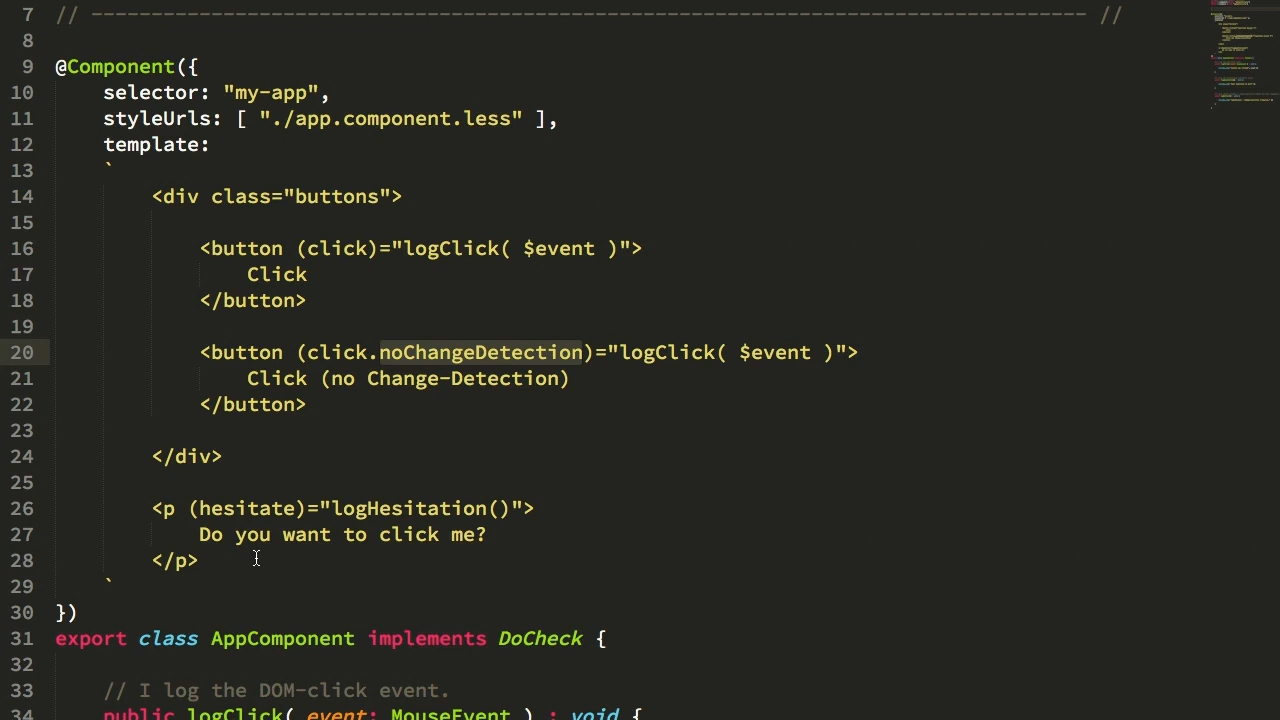 7 // ------------------------------------------------------------------------------------ //
8
9 @Component({
10 selector: "my-app",
11 styleUrls: [ "./app.component.less" ],
12 template:
13 `
14 <div class="buttons">
15
16 <button (click)="logClick( $event )">
17 Click
18 </button>
19
20 <button (click.noChangeDetection)="logClick( $event )">
21 Click (no Change-Detection)
22 </button>
23
24 </div>
25
26 <p (hesitate)="logHesitation()">
27 Do you want to click me?
28 </p>
29 `
30 })
31 export class AppComponent implements DoCheck {
32
33 // I log the DOM-click event.
34 public logClick( event: MouseEvent ) : void {